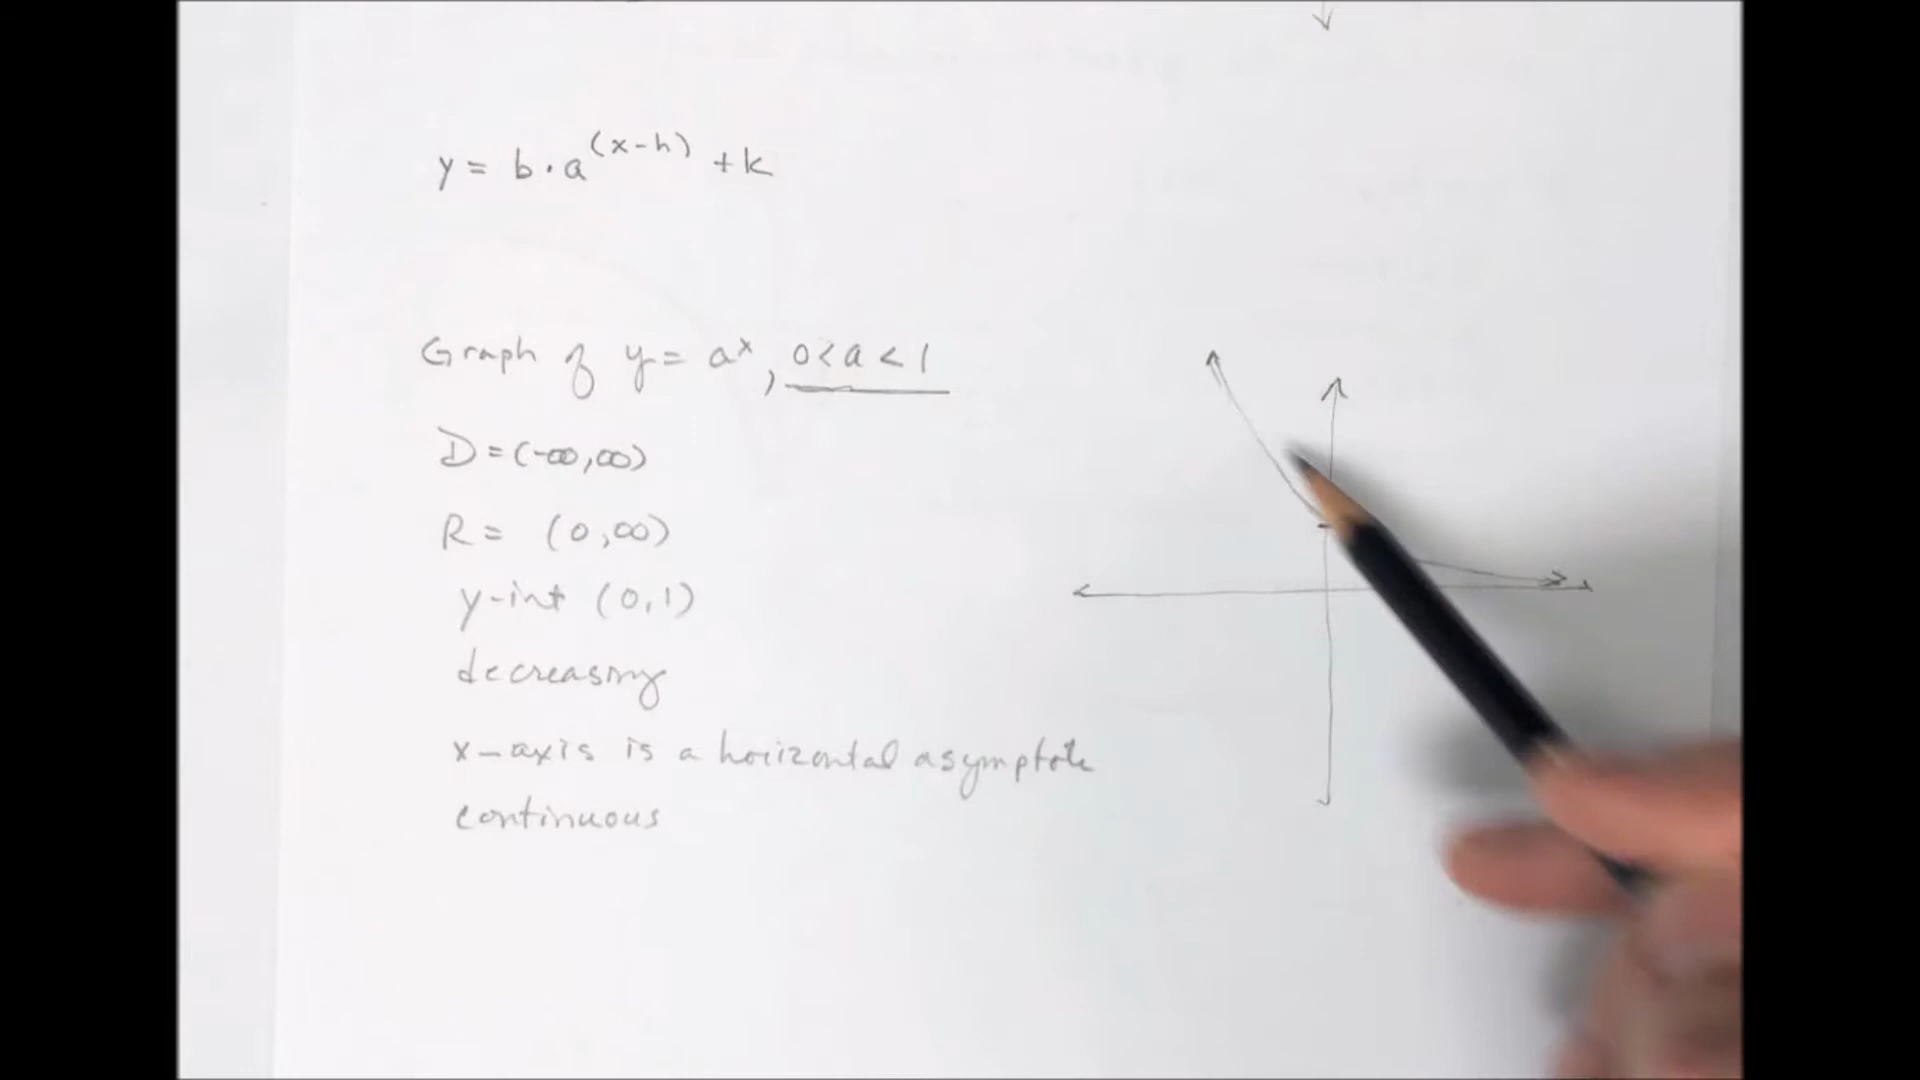 y = b · a^(x-h) + k
Graph of y = a^x, 0 < a < 1
D = (-∞, ∞)
R = (0, ∞)
y-int (0,1)
decreasing
x-axis is a horizontal asymptote
continuous